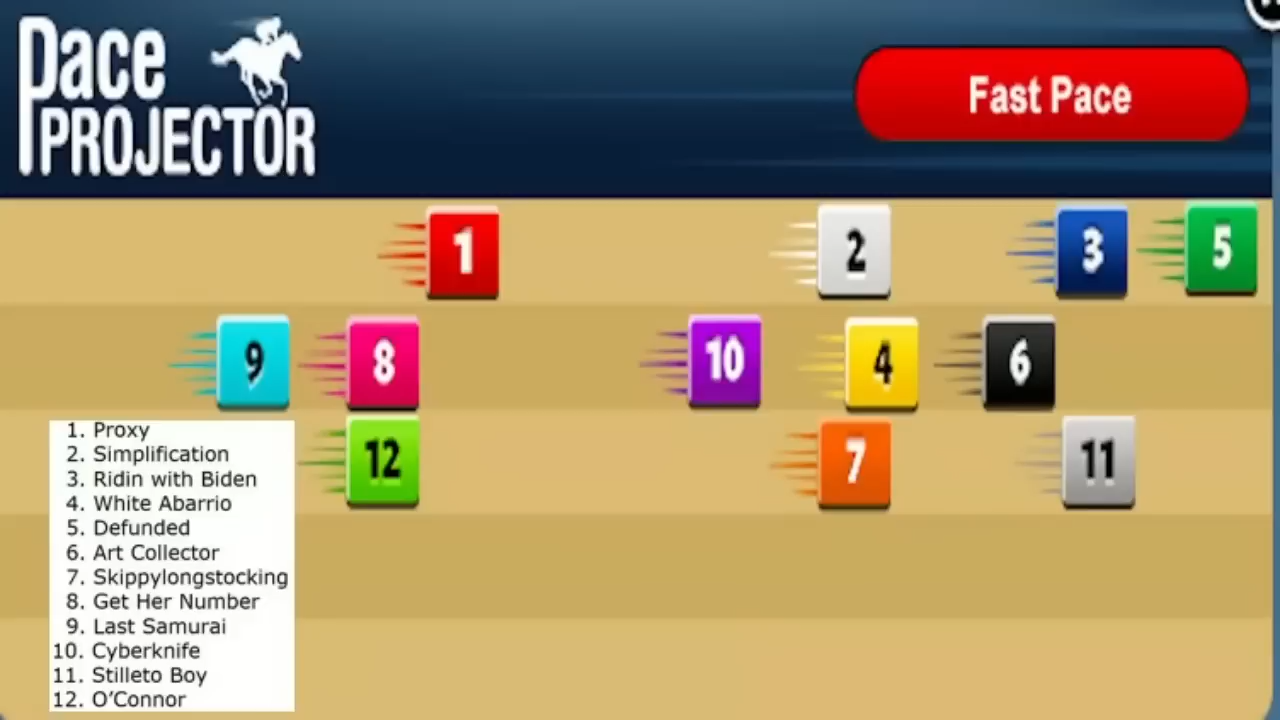 Pace
PROJECTOR
Fast Pace
1 2 3 5
9 8 10 4 6
12 7 11
1. Proxy
2. Simplification
3. Ridin with Biden
4. White Abarrio
5. Defunded
6. Art Collector
7. Skippylongstocking
8. Get Her Number
9. Last Samurai
10. Cyberknife
11. Stilleto Boy
12. O'Connor